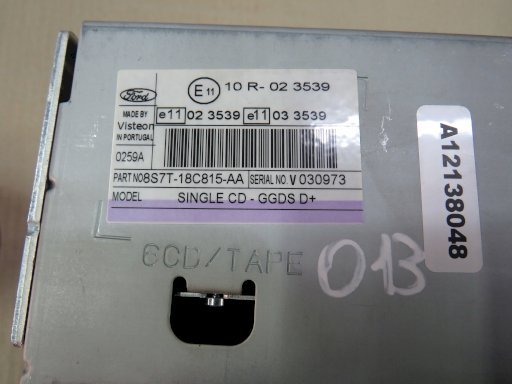 Ford
E 11 10 R- 02 3539
MADE BY
Visteon
IN PORTUGAL
e11 02 3539 e11 03 3539
0259A
PART NO 8S7T-18C815-AA SERIAL NO. V 030973
MODEL SINGLE CD - GGDS D+
A12138048
6CD/TAPE
013